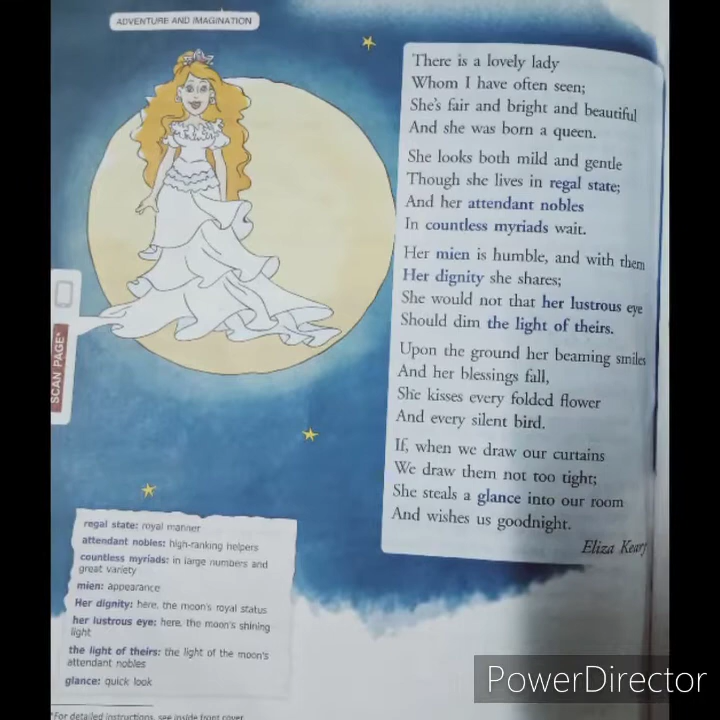 ADVENTURE AND IMAGINATION
There is a lovely lady
Whom I have often seen;
She's fair and bright and beautiful
And she was born a queen.
She looks both mild and gentle
Though she lives in regal state;
And her attendant nobles
In countless myriads wait.
Her mien is humble, and with them
Her dignity she shares;
She would not that her lustrous eye
Should dim the light of theirs.
Upon the ground her beaming smiles
And her blessings fall,
She kisses every folded flower
And every silent bird.
If, when we draw our curtains
We draw them not too tight;
She steals a glance into our room
And wishes us goodnight.
Eliza Keary
SCAN PAGE*
regal state: royal manner
attendant nobles: high-ranking helpers
countless myriads: in large numbers and
great variety
mien: appearance
Her dignity: here, the moon's royal status
her lustrous eye: here, the moon's shining
light
the light of theirs: the light of the moon's
attendant nobles
glance: quick look
*For detailed instructions, see inside front cover.
PowerDirector